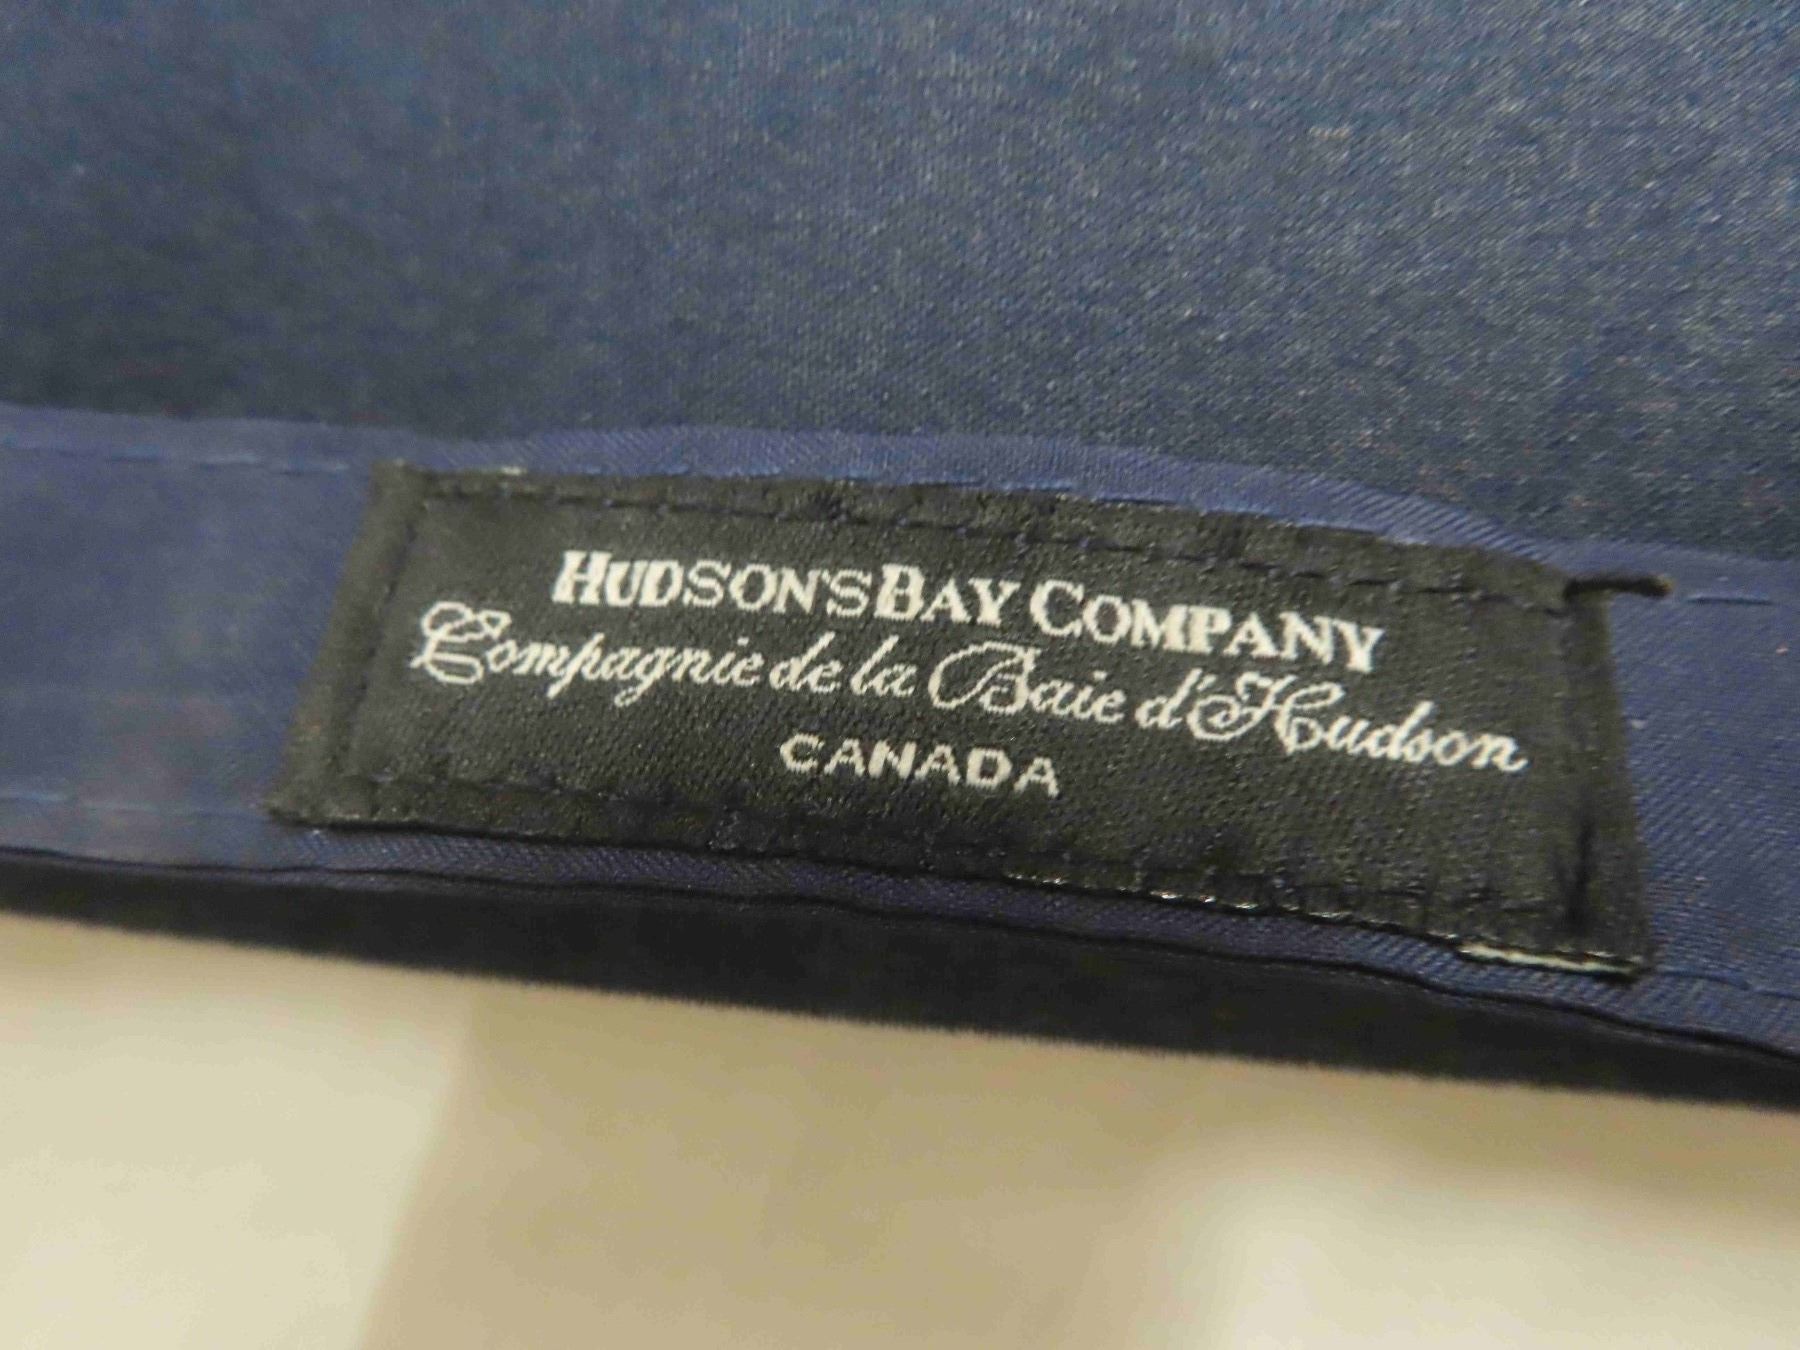 HUDSON'S BAY COMPANY
Compagnie de la Baie d'Hudson
CANADA